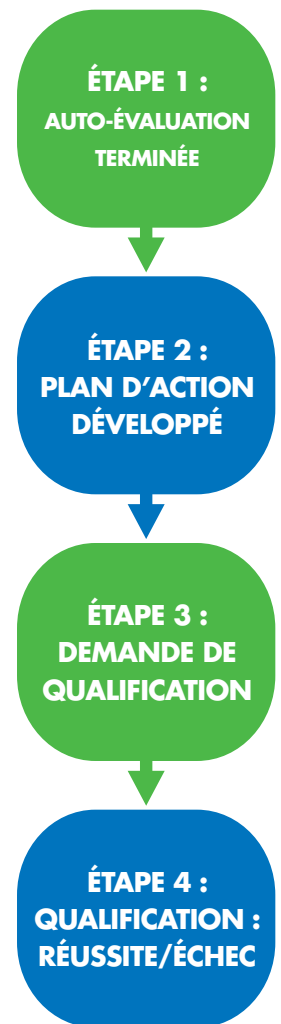 ÉTAPE 1 :
AUTO-ÉVALUATION
TERMINÉE
ÉTAPE 2 :
PLAN D’ACTION
DÉVELOPPÉ
ÉTAPE 3 :
DEMANDE DE
QUALIFICATION
ÉTAPE 4 :
QUALIFICATION :
RÉUSSITE/ÉCHEC